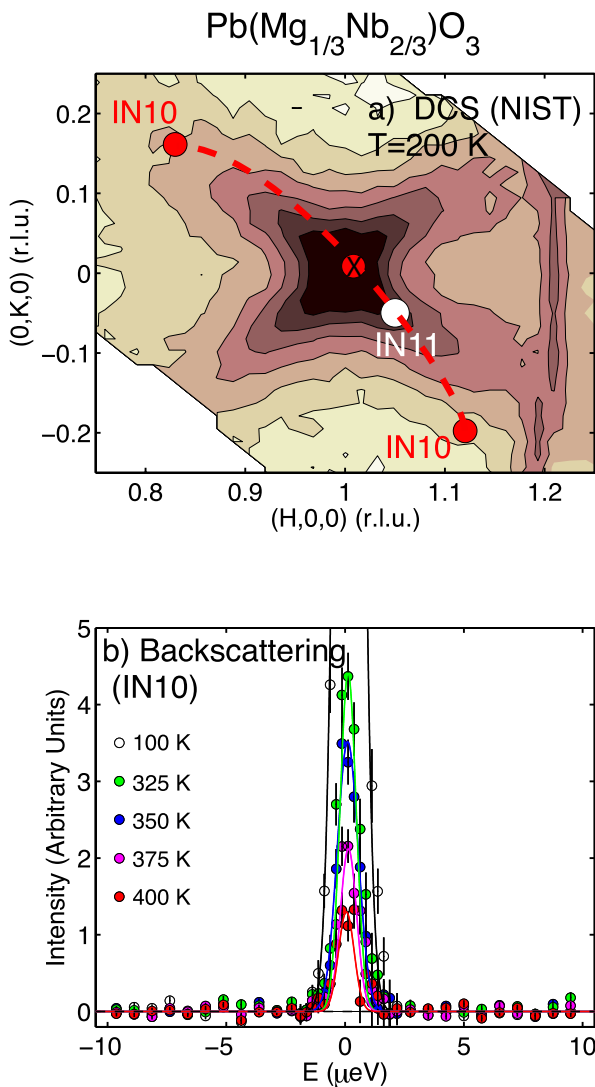 Pb(Mg1/3Nb2/3)O3
a) DCS (NIST)
T=200 K
IN10
X
IN11
IN10
0.2
0.1
0
−0.1
−0.2
(0,K,0) (r.l.u.)
0.8 0.9 1 1.1 1.2
(H,0,0) (r.l.u.)
b) Backscattering
(IN10)
100 K
325 K
350 K
375 K
400 K
5
4
3
2
1
0
Intensity (Arbitrary Units)
−10 −5 0 5 10
E (μeV)